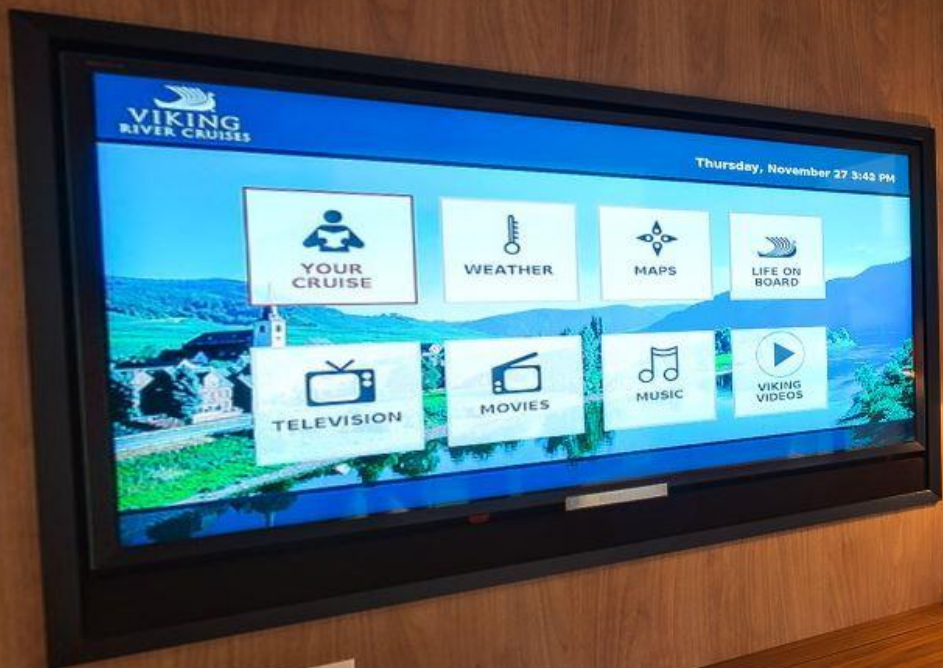 VIKING
RIVER CRUISES
Thursday, November 27 3:42 PM
YOUR
CRUISE
WEATHER
MAPS
LIFE ON
BOARD
TELEVISION
MOVIES
MUSIC
VIKING
VIDEOS